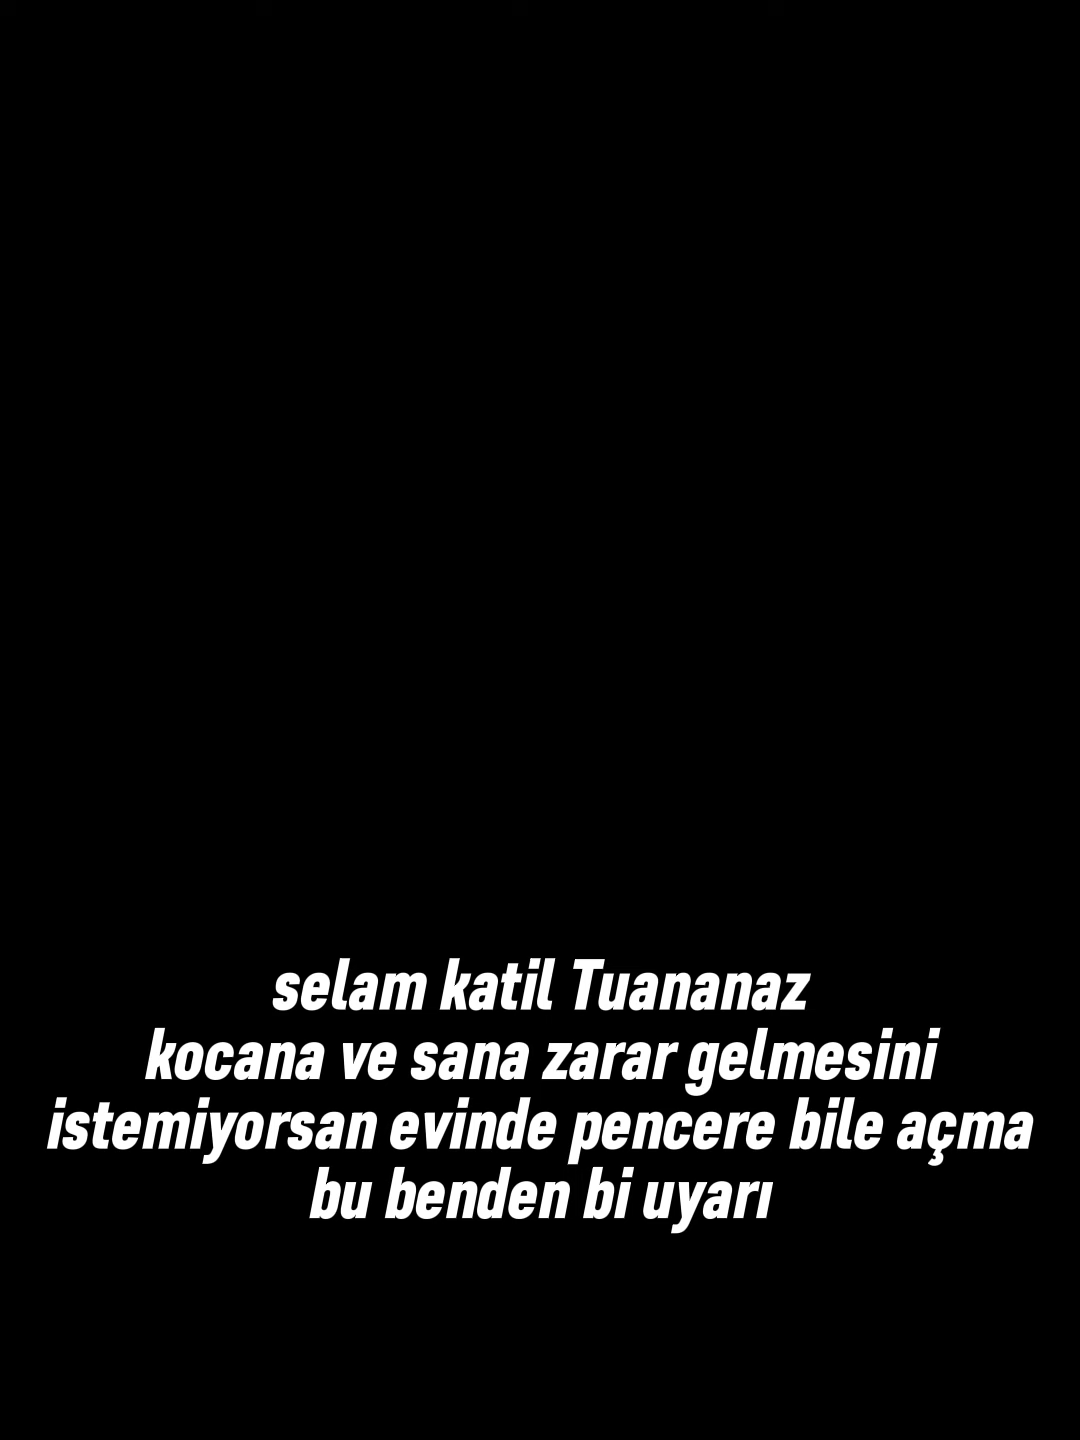 selam katil Tuananaz
kocana ve sana zarar gelmesini
istemiyorsan evinde pencere bile açma
bu benden bi uyarı